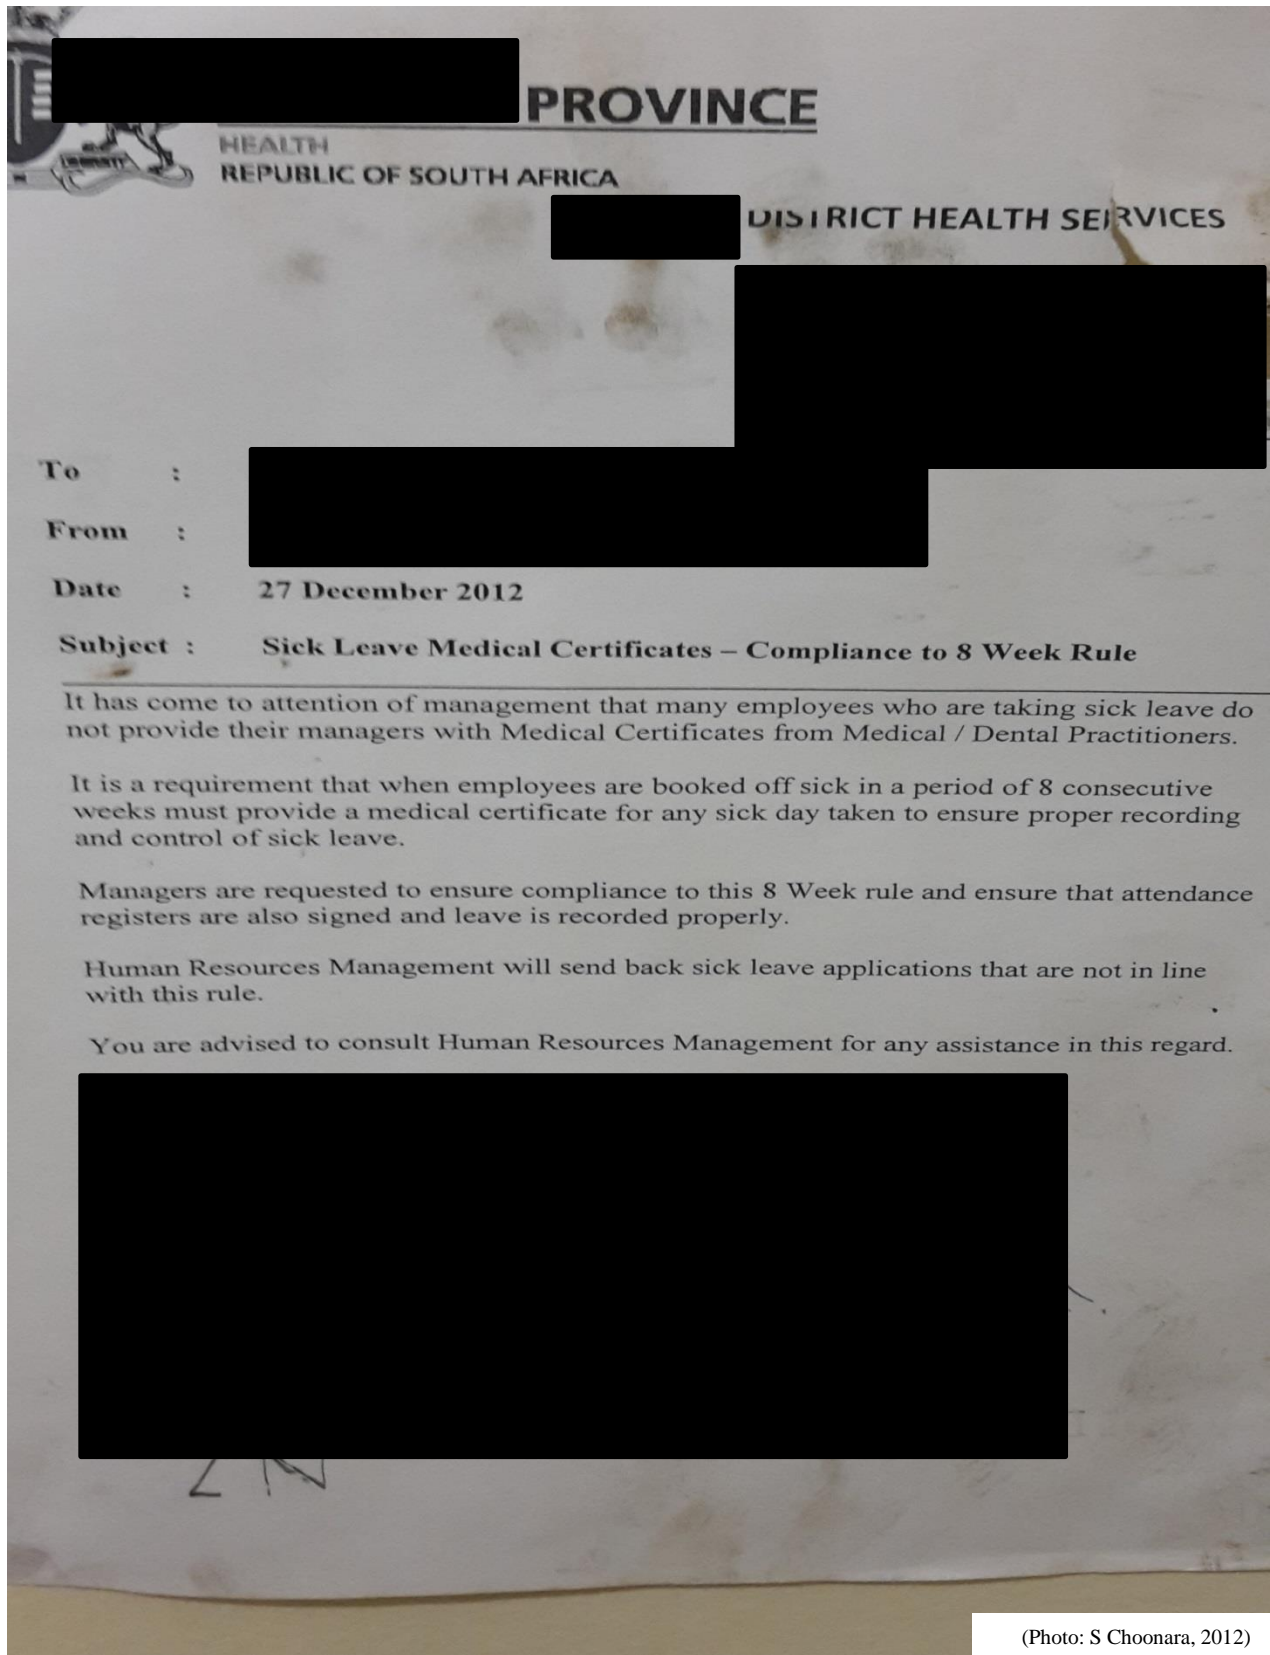 PROVINCE
HEALTH
REPUBLIC OF SOUTH AFRICA
DISTRICT HEALTH SERVICES
To :
From :
Date : 27 December 2012
Subject : Sick Leave Medical Certificates – Compliance to 8 Week Rule
It has come to attention of management that many employees who are taking sick leave do
not provide their managers with Medical Certificates from Medical / Dental Practitioners.
It is a requirement that when employees are booked off sick in a period of 8 consecutive
weeks must provide a medical certificate for any sick day taken to ensure proper recording
and control of sick leave.
Managers are requested to ensure compliance to this 8 Week rule and ensure that attendance
registers are also signed and leave is recorded properly.
Human Resources Management will send back sick leave applications that are not in line
with this rule.
You are advised to consult Human Resources Management for any assistance in this regard.
(Photo: S Choonara, 2012)